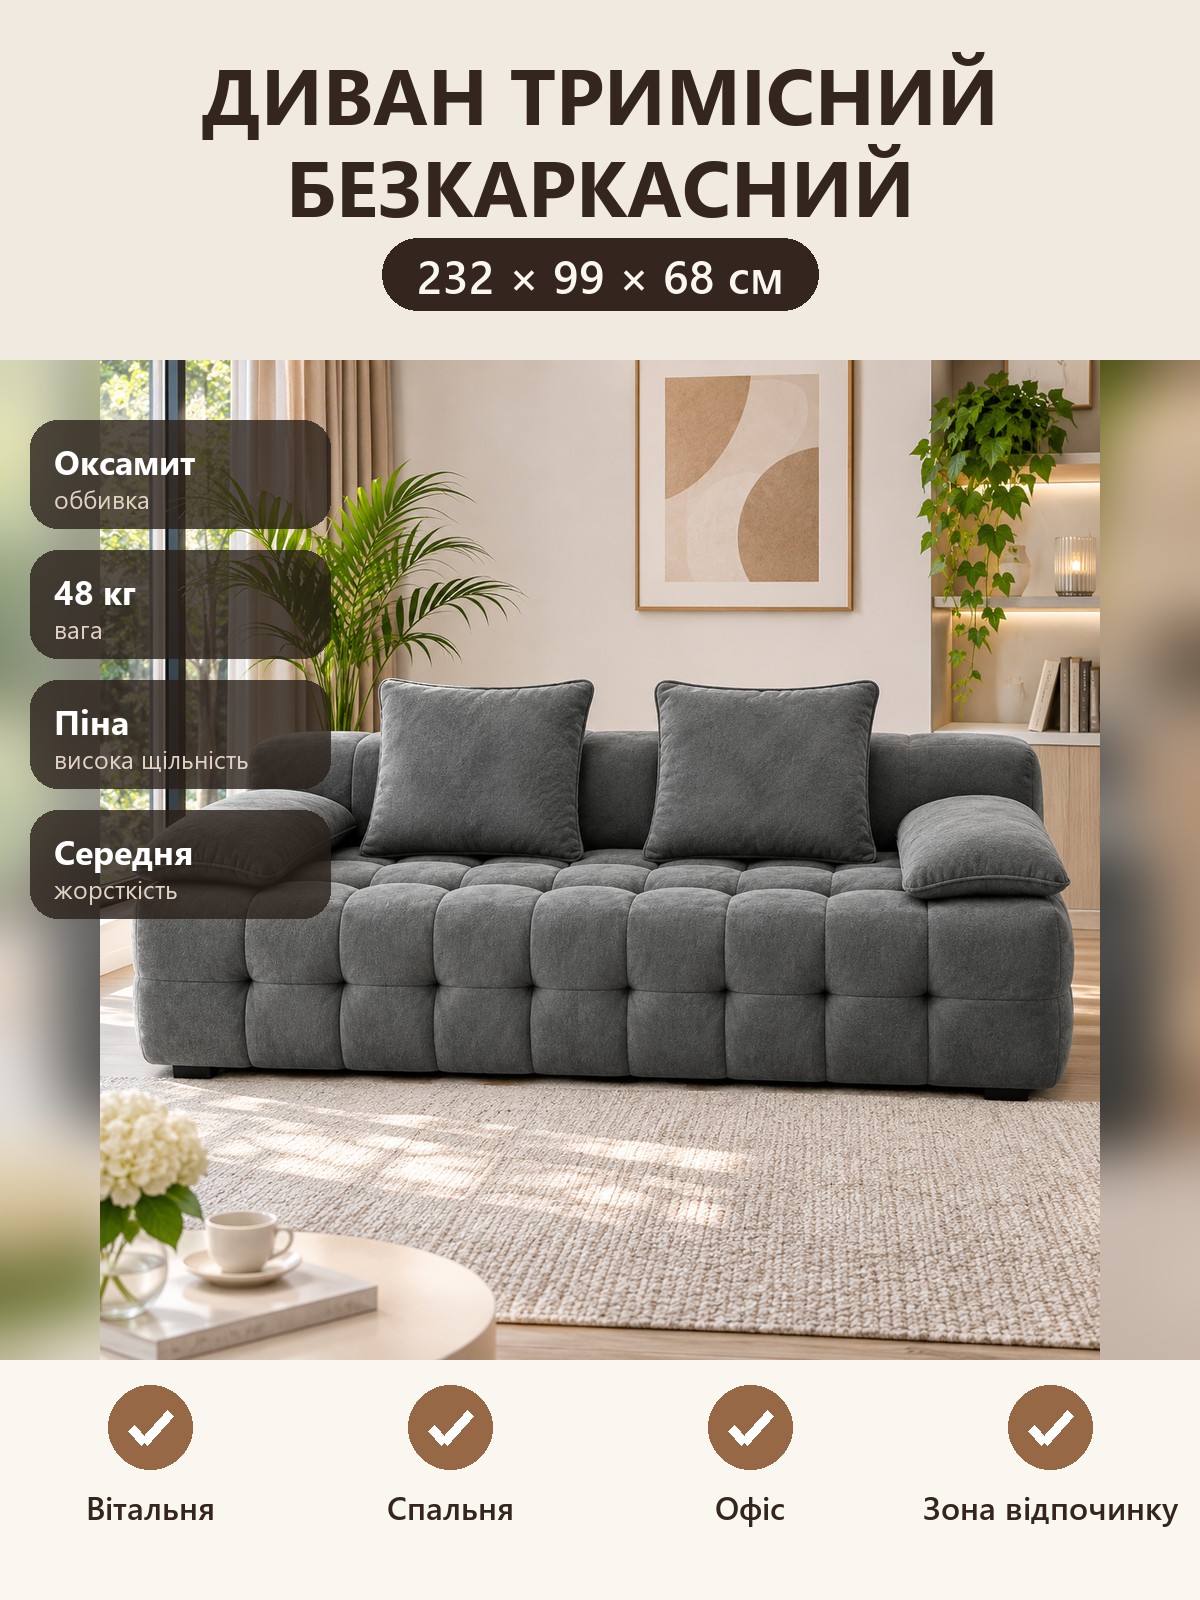 ДИВАН ТРИМІСНИЙ
БЕЗКАРКАСНИЙ
232 × 99 × 68 см
Оксамит
оббивка
48 кг
вага
Піна
висока щільність
Середня
жорсткість
Вітальня
Спальня
Офіс
Зона відпочинку